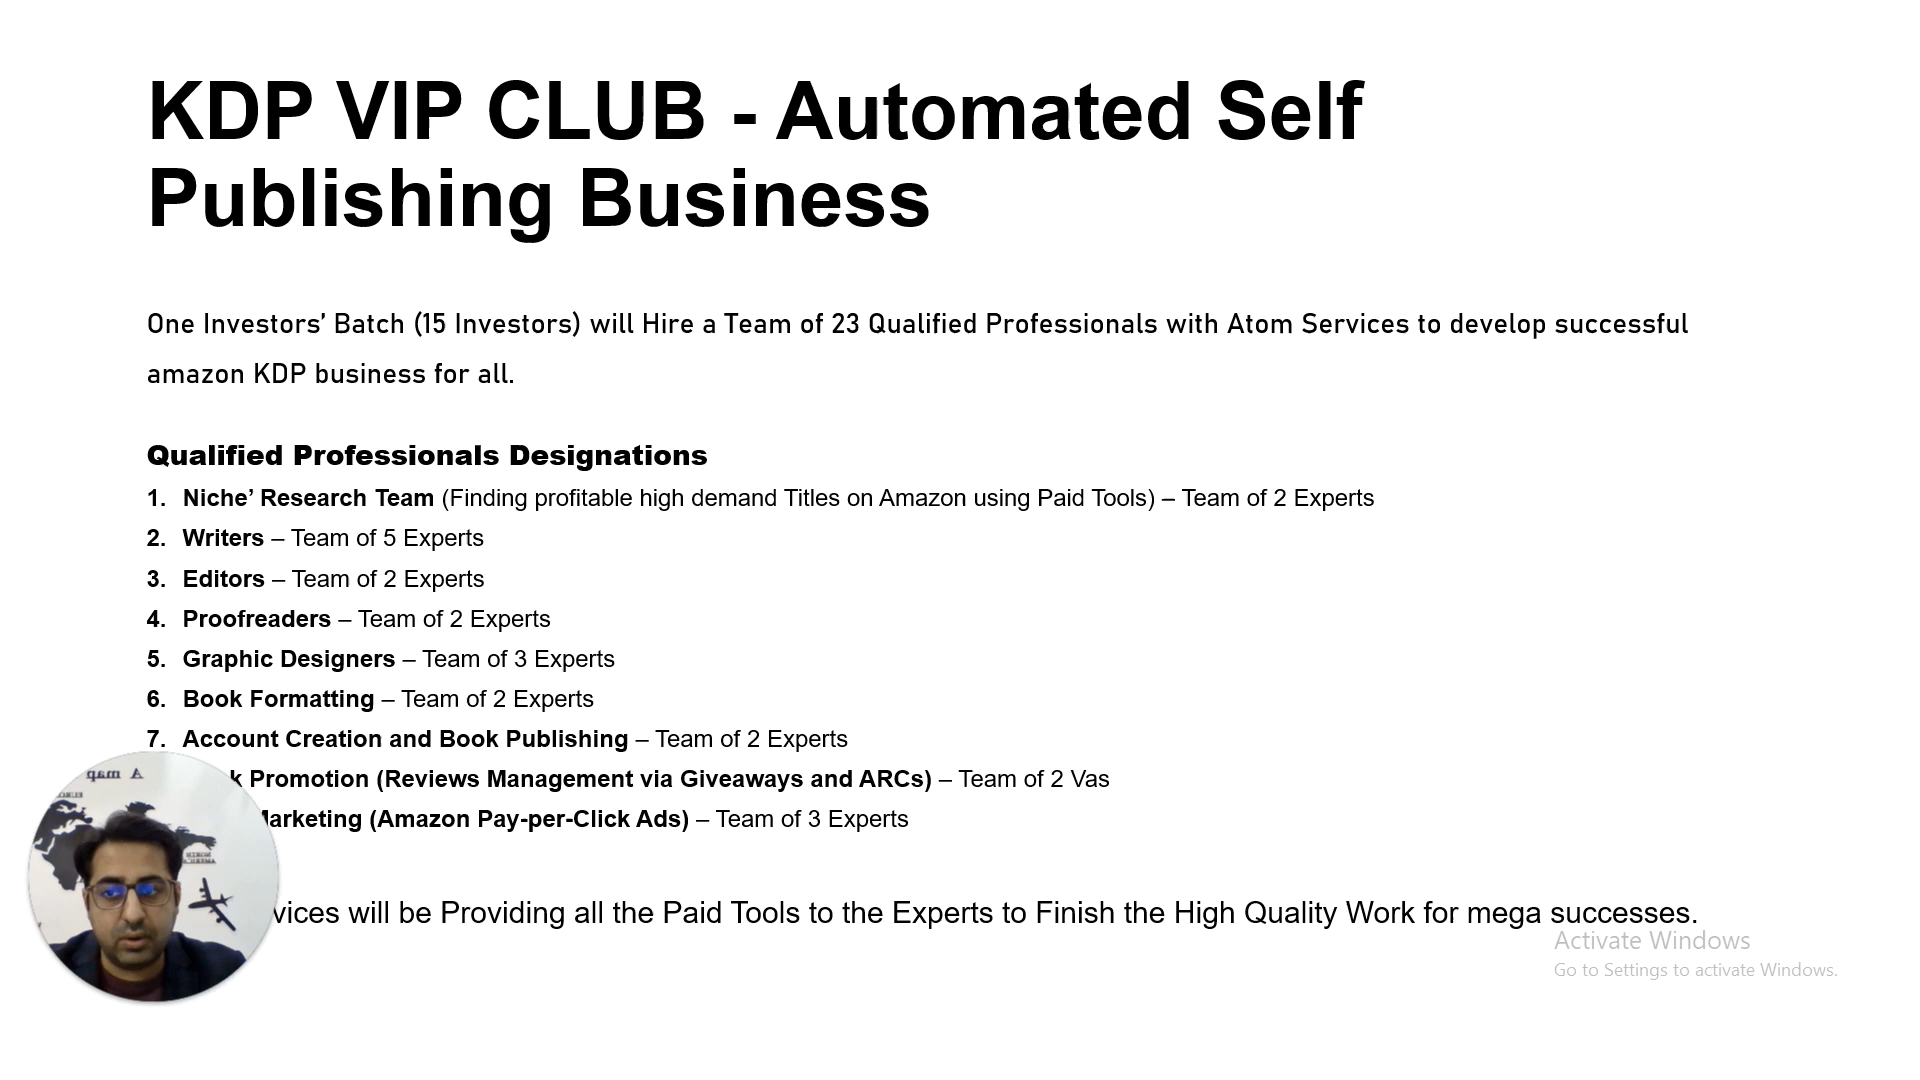 KDP VIP CLUB - Automated Self
Publishing Business
One Investors’ Batch (15 Investors) will Hire a Team of 23 Qualified Professionals with Atom Services to develop successful
amazon KDP business for all.
Qualified Professionals Designations
1. Niche’ Research Team (Finding profitable high demand Titles on Amazon using Paid Tools) – Team of 2 Experts
2. Writers – Team of 5 Experts
3. Editors – Team of 2 Experts
4. Proofreaders – Team of 2 Experts
5. Graphic Designers – Team of 3 Experts
6. Book Formatting – Team of 2 Experts
7. Account Creation and Book Publishing – Team of 2 Experts
A map
k Promotion (Reviews Management via Giveaways and ARCs) – Team of 2 Vas
Marketing (Amazon Pay-per-Click Ads) – Team of 3 Experts
NORTH
AMERICA
vices will be Providing all the Paid Tools to the Experts to Finish the High Quality Work for mega successes.
Activate Windows
Go to Settings to activate Windows.